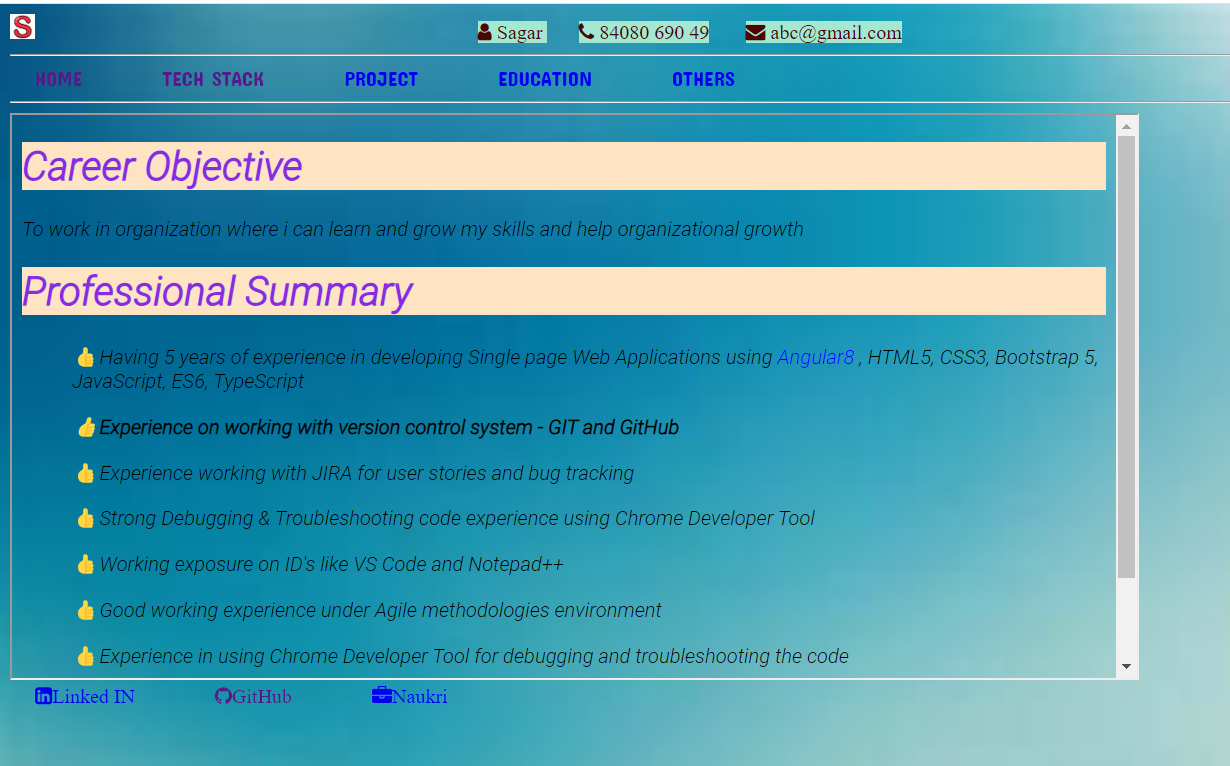 S
Sagar 84080 690 49 abc@gmail.com
HOME TECH STACK PROJECT EDUCATION OTHERS
Career Objective
To work in organization where i can learn and grow my skills and help organizational growth
Professional Summary
👍Having 5 years of experience in developing Single page Web Applications using Angular8 , HTML5, CSS3, Bootstrap 5,
JavaScript, ES6, TypeScript
👍Experience on working with version control system - GIT and GitHub
👍Experience working with JIRA for user stories and bug tracking
👍Strong Debugging & Troubleshooting code experience using Chrome Developer Tool
👍Working exposure on ID's like VS Code and Notepad++
👍Good working experience under Agile methodologies environment
👍Experience in using Chrome Developer Tool for debugging and troubleshooting the code
Linked IN GitHub Naukri